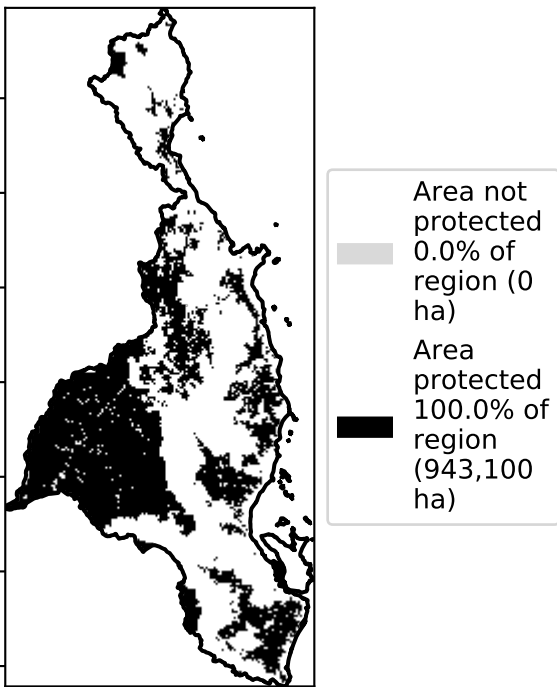 Area not
protected
0.0% of
region (0
ha)
Area
protected
100.0% of
region
(943,100
ha)